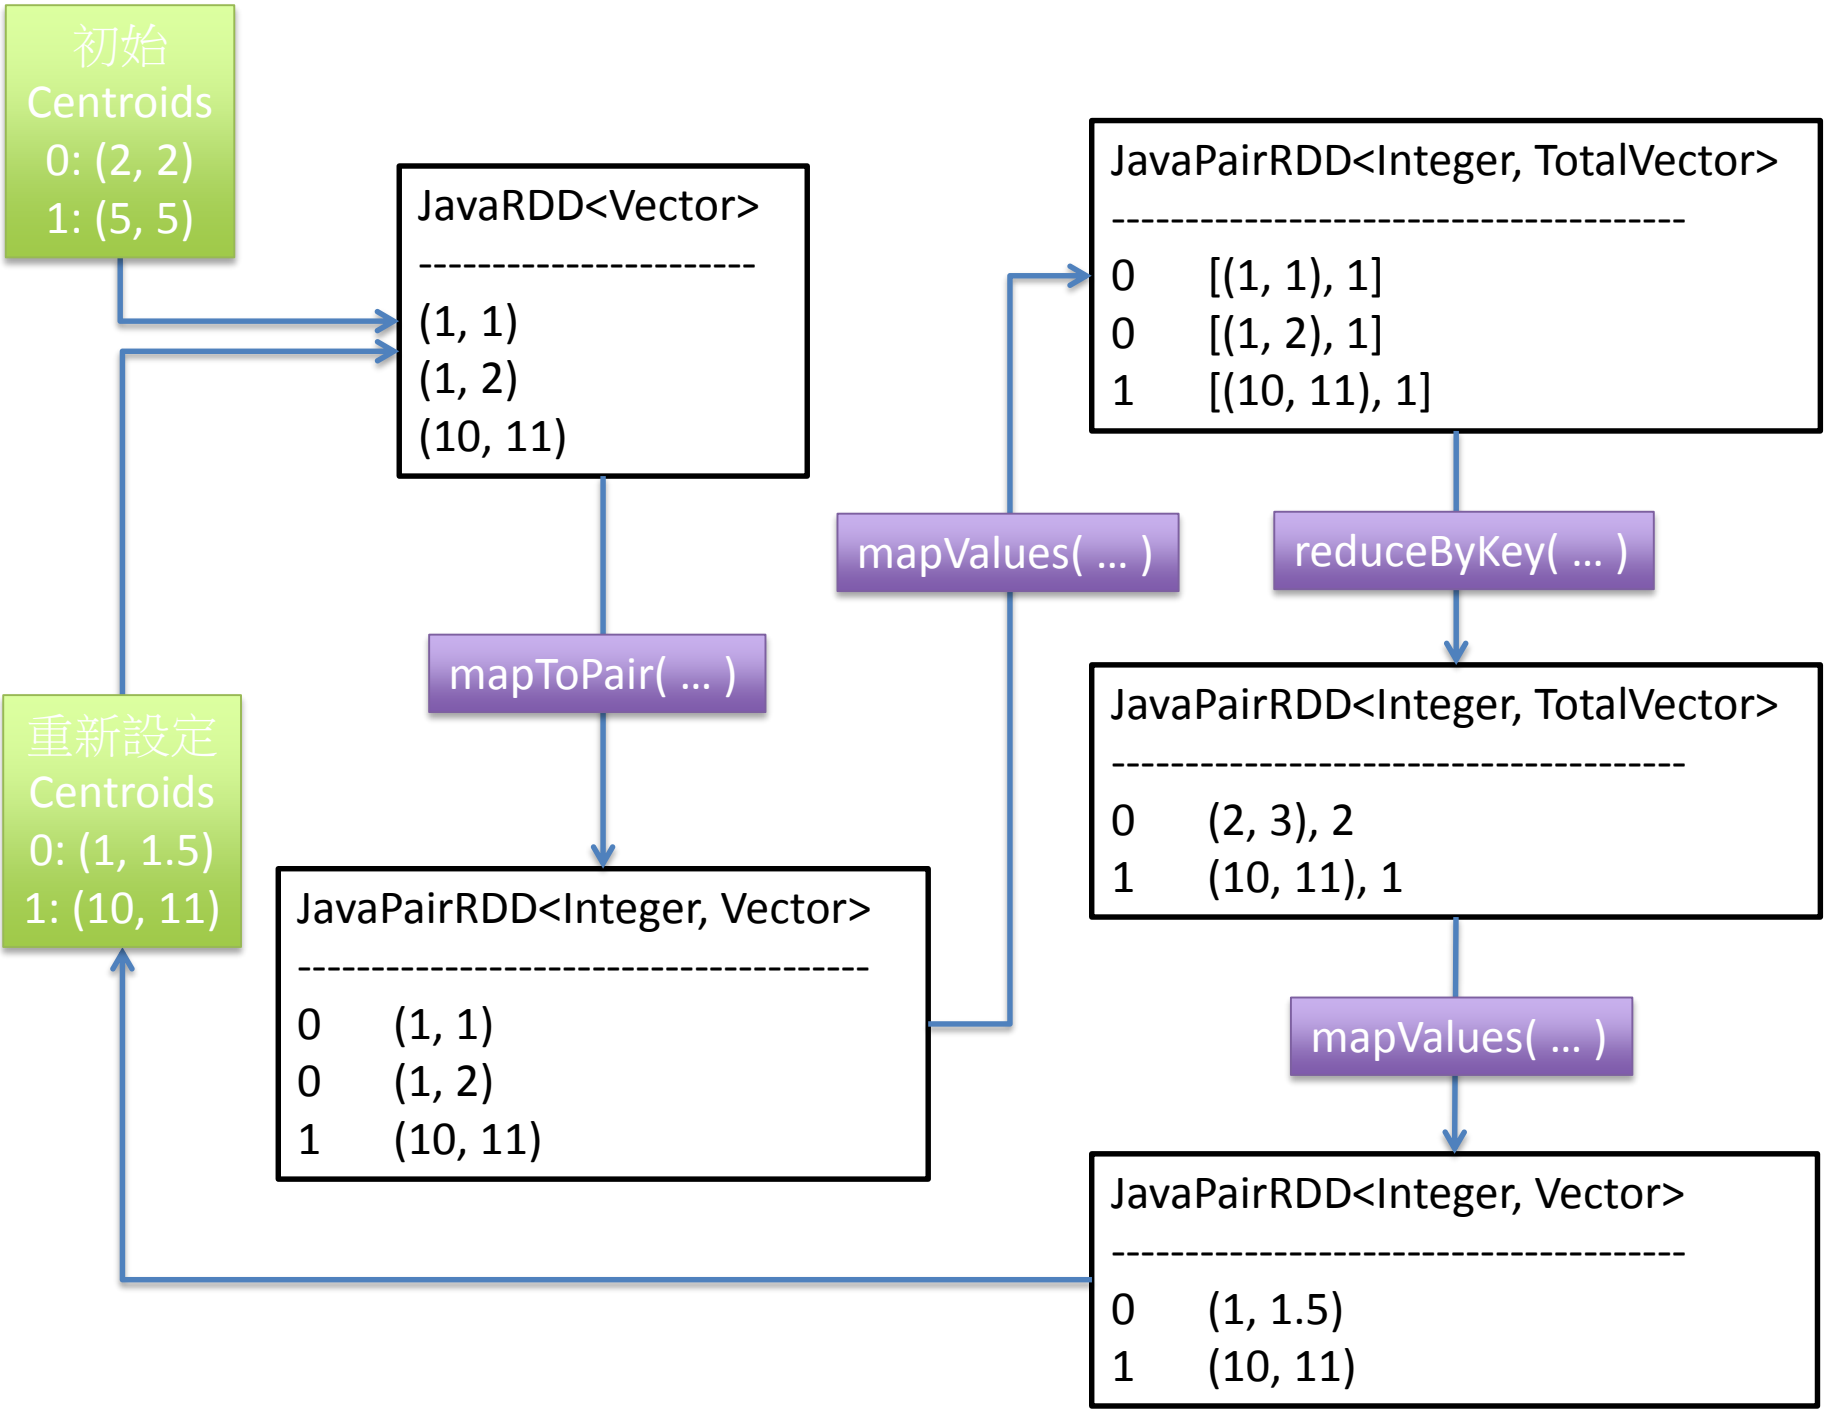 初始
Centroids
0: (2, 2)
1: (5, 5)
JavaRDD<Vector>
-----------------------
(1, 1)
(1, 2)
(10, 11)
mapToPair( ... )
JavaPairRDD<Integer, Vector>
---------------------------------------
0 (1, 1)
0 (1, 2)
1 (10, 11)
mapValues( ... )
JavaPairRDD<Integer, TotalVector>
---------------------------------------
0 [(1, 1), 1]
0 [(1, 2), 1]
1 [(10, 11), 1]
reduceByKey( ... )
JavaPairRDD<Integer, TotalVector>
---------------------------------------
0 (2, 3), 2
1 (10, 11), 1
mapValues( ... )
JavaPairRDD<Integer, Vector>
---------------------------------------
0 (1, 1.5)
1 (10, 11)
重新設定
Centroids
0: (1, 1.5)
1: (10, 11)